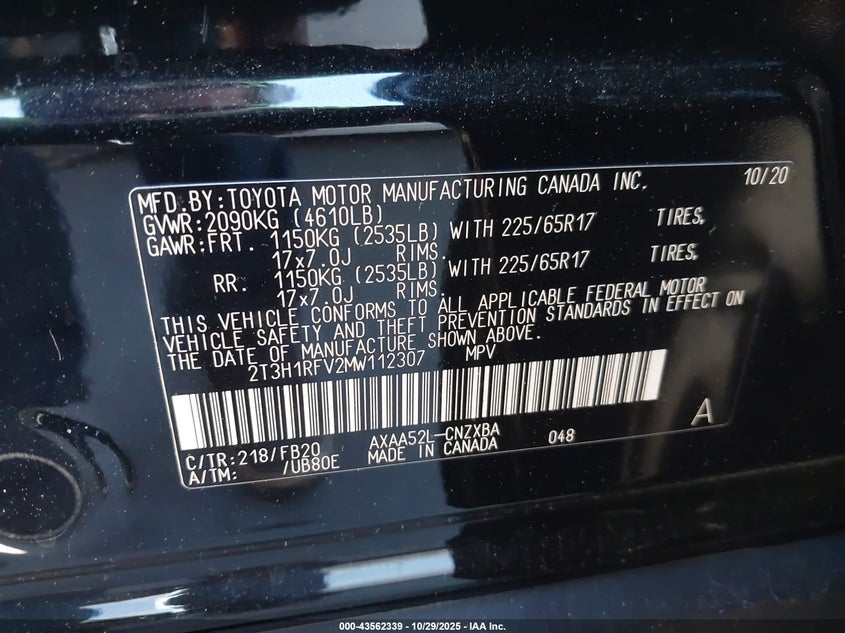 MFD.BY:TOYOTA MOTOR MANUFACTURING CANADA INC. 10/20
GVWR:2090KG (4610LB)
GAWR:FRT. 1150KG (2535LB) WITH 225/65R17 TIRES,
17x7.0J RIMS.
RR. 1150KG (2535LB) WITH 225/65R17 TIRES,
17x7.0J RIMS.
THIS VEHICLE CONFORMS TO ALL APPLICABLE FEDERAL MOTOR
VEHICLE SAFETY AND THEFT PREVENTION STANDARDS IN EFFECT ON
THE DATE OF MANUFACTURE SHOWN ABOVE.
2T3H1RFV2MW112307 MPV
A
C/TR:218/FB20 AXAA52L-CNZXBA 048
A/TM: /UB80E MADE IN CANADA
000-43562339 | 10/29/2025 | IAA Inc.